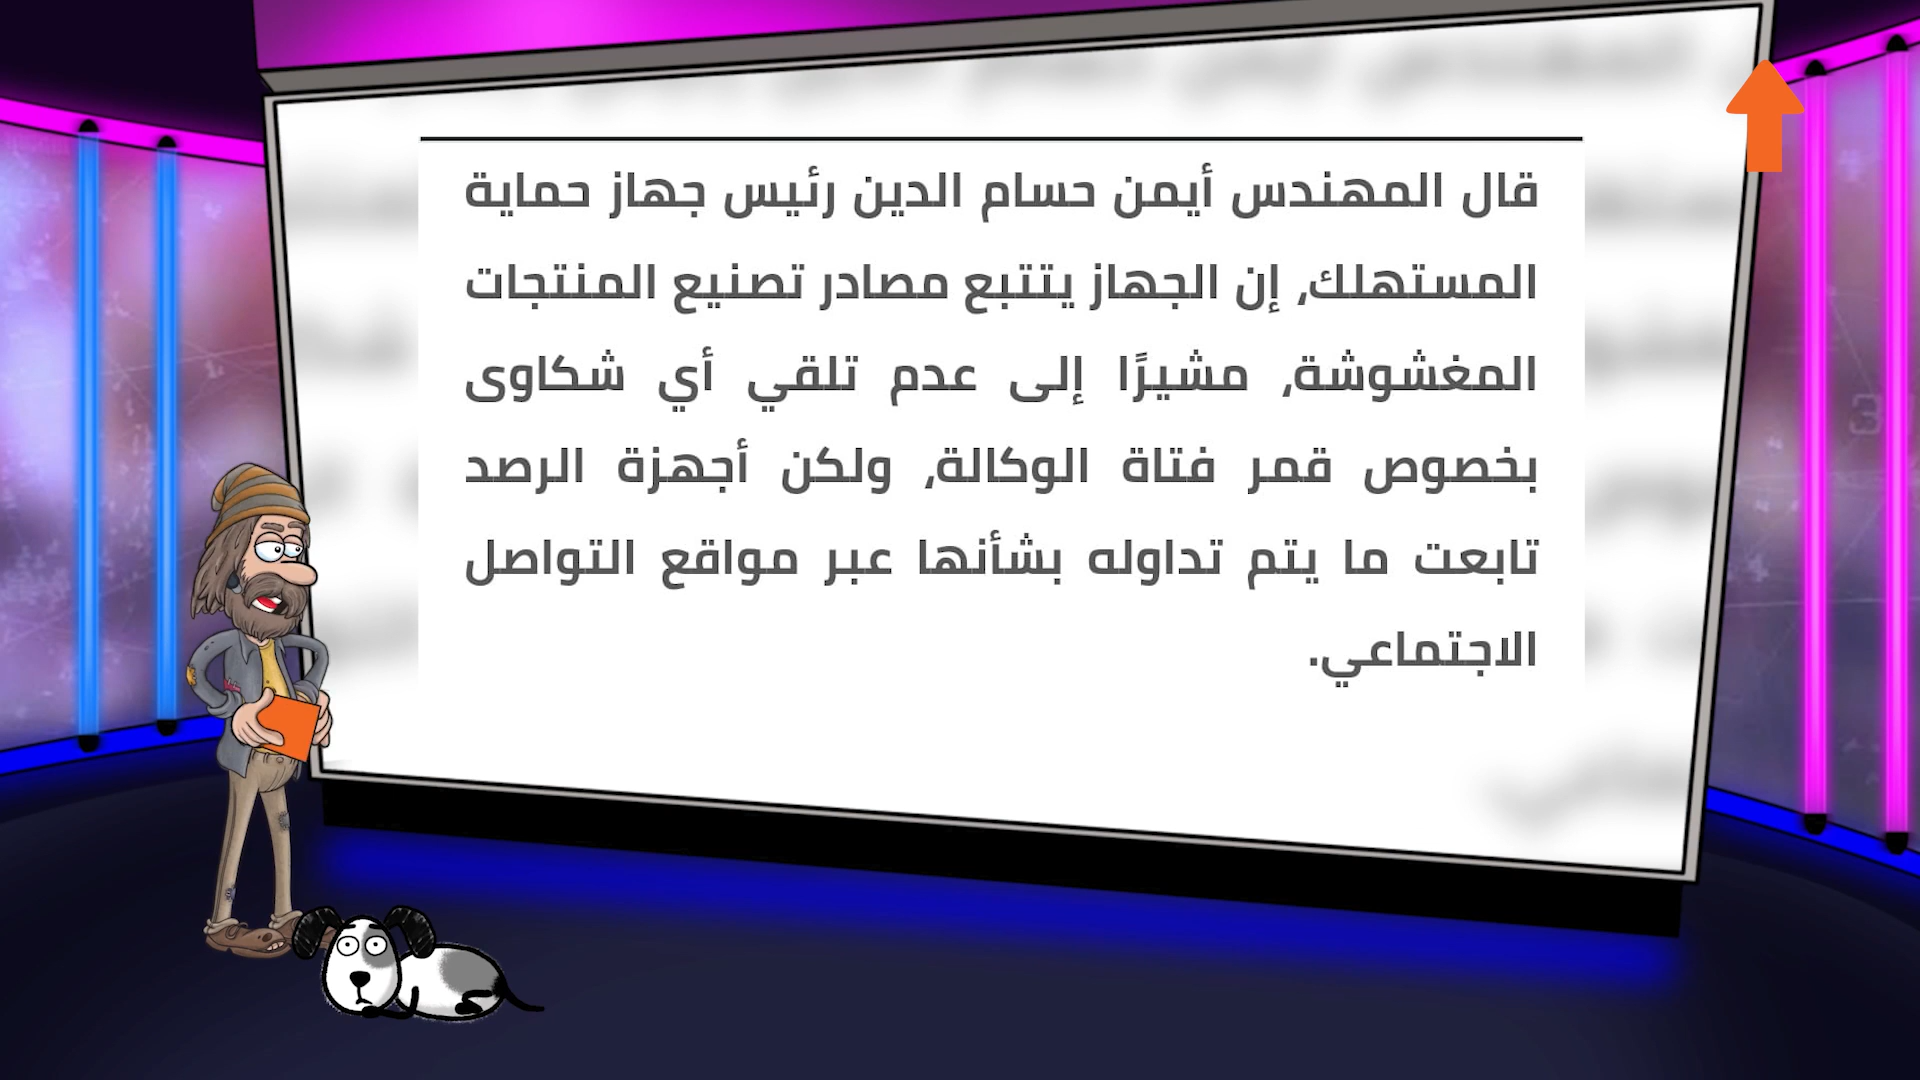 قال المهندس أيمن حسام الدين رئيس جهاز حماية
المستهلك، إن الجهاز يتتبع مصادر تصنيع المنتجات
المغشوشة، مشيرًا إلى عدم تلقي أي شكاوى
بخصوص قمر فتاة الوكالة، ولكن أجهزة الرصد
تابعت ما يتم تداوله بشأنها عبر مواقع التواصل
الاجتماعي.